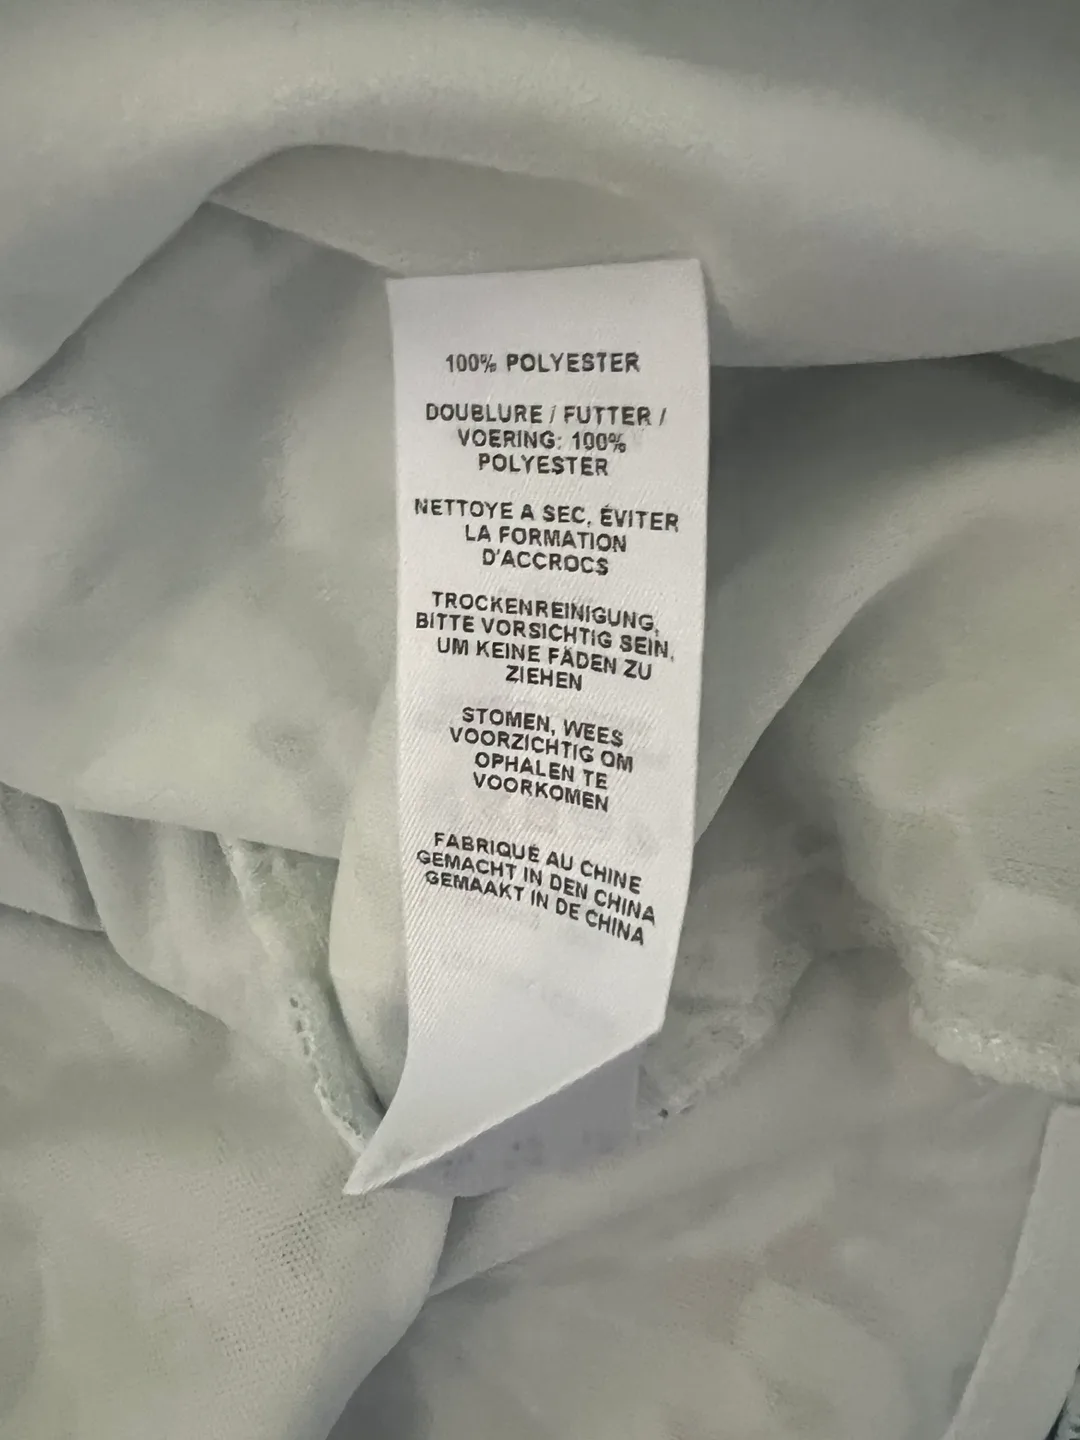 100% POLYESTER
DOUBLURE / FUTTER /
VOERING: 100%
POLYESTER
NETTOYE A SEC, ÉVITER
LA FORMATION
D'ACCROCS
TROCKENREINIGUNG,
BITTE VORSICHTIG SEIN,
UM KEINE FÄDEN ZU
ZIEHEN
STOMEN, WEES
VOORZICHTIG OM
OPHALEN TE
VOORKOMEN
FABRIQUÉ AU CHINE
GEMACHT IN DEN CHINA
GEMAAKT IN DE CHINA